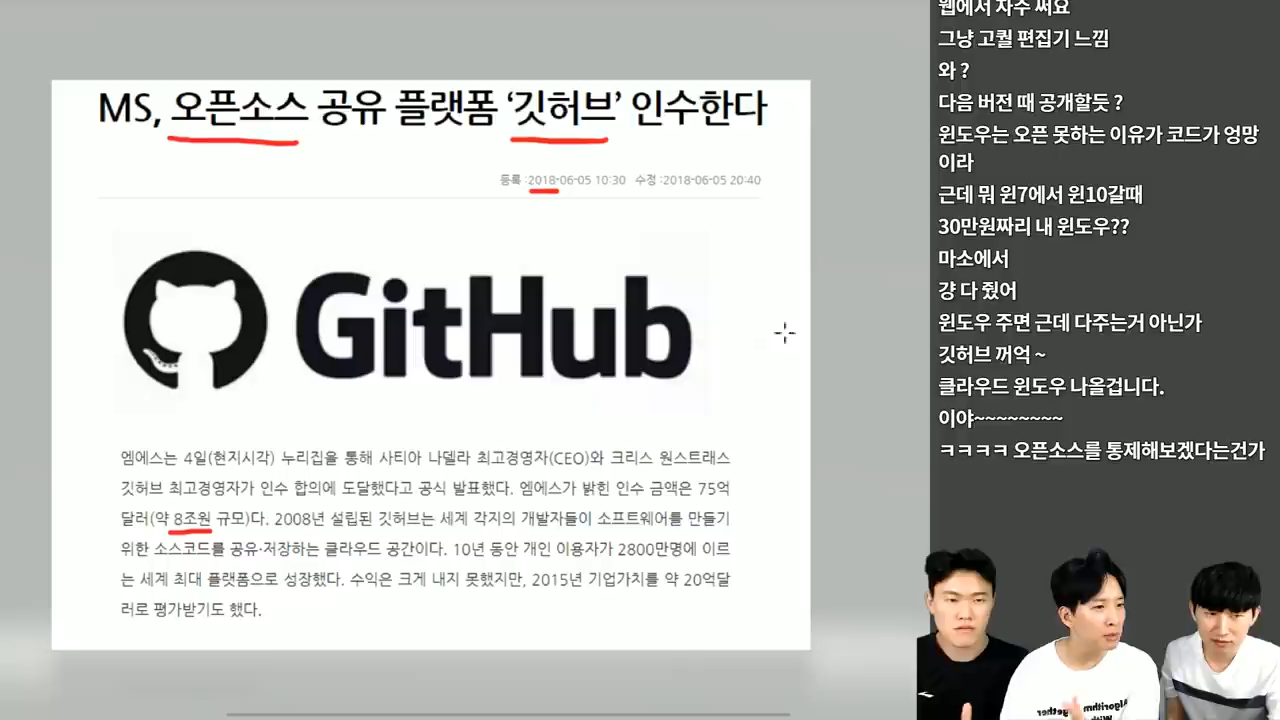 MS, 오픈소스 공유 플랫폼 ‘깃허브’ 인수한다
등록 :2018-06-05 10:30 수정 :2018-06-05 20:40
GitHub
엠에스는 4일(현지시각) 누리집을 통해 사티아 나델라 최고경영자(CEO)와 크리스 원스트래스
깃허브 최고경영자가 인수 합의에 도달했다고 공식 발표했다. 엠에스가 밝힌 인수 금액은 75억
달러(약 8조원 규모)다. 2008년 설립된 깃허브는 세계 각지의 개발자들이 소프트웨어를 만들기
위한 소스코드를 공유·저장하는 클라우드 공간이다. 10년 동안 개인 이용자가 2800만명에 이르
는 세계 최대 플랫폼으로 성장했다. 수익은 크게 내지 못했지만, 2015년 기업가치를 약 20억달
러로 평가받기도 했다.
웹에서 자주 써요
그냥 고퀄 편집기 느낌
와 ?
다음 버전 때 공개할듯 ?
윈도우는 오픈 못하는 이유가 코드가 엉망
이라
근데 뭐 윈7에서 윈10갈때
30만원짜리 내 윈도우??
마소에서
걍 다 줬어
윈도우 주면 근데 다주는거 아닌가
깃허브 꺼억 ~
클라우드 윈도우 나올겁니다.
이야~~~~~~~~
ㅋㅋㅋㅋ 오픈소스를 통제해보겠다는건가
Algorithm
together